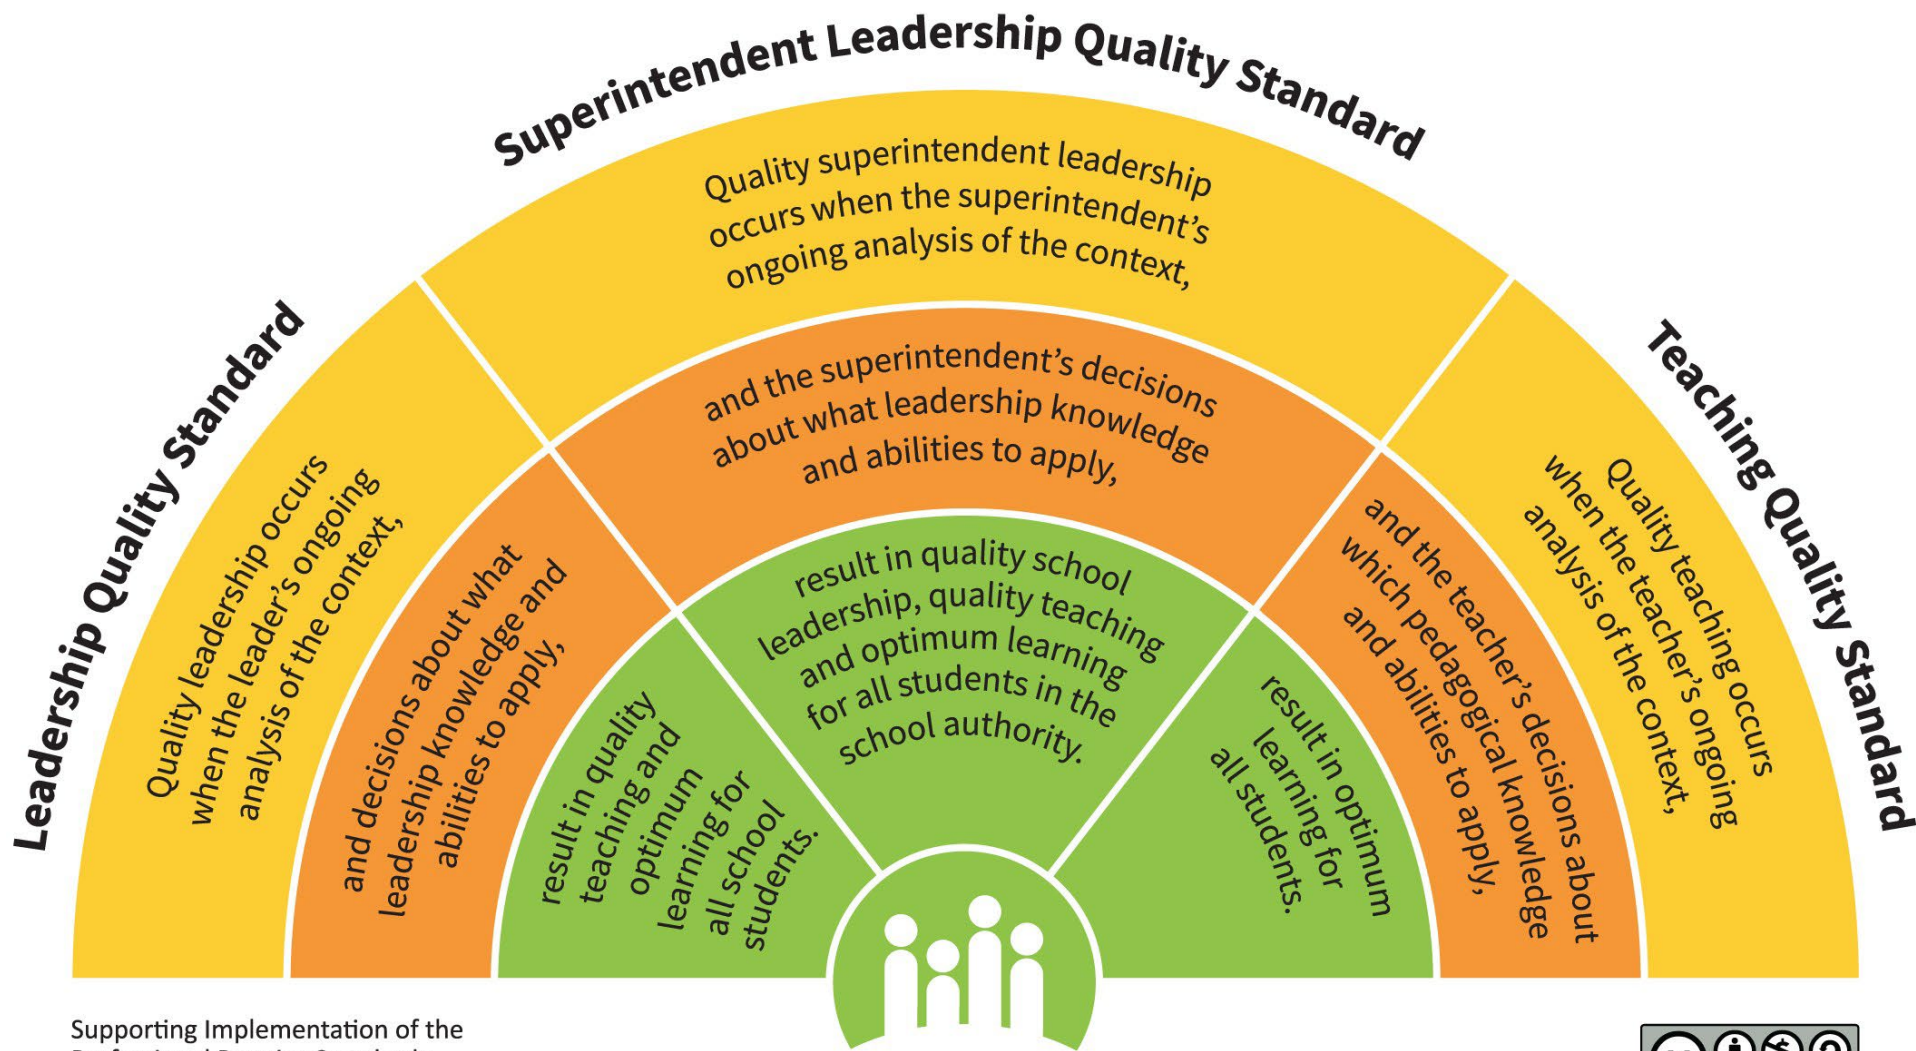 Superintendent Leadership Quality Standard
Quality superintendent leadership
occurs when the superintendent’s
ongoing analysis of the context,
and the superintendent’s decisions
about what leadership knowledge
and abilities to apply,
result in quality school
leadership, quality teaching
and optimum learning
for all students in the
school authority.
Leadership Quality Standard
Quality leadership occurs
when the leader’s ongoing
analysis of the context,
and decisions about what
leadership knowledge and
abilities to apply,
result in quality
teaching and
optimum
learning for
all school
students.
Teaching Quality Standard
Quality teaching occurs
when the teacher’s ongoing
analysis of the context,
and the teacher’s decisions about
which pedagogical knowledge
and abilities to apply,
result in optimum
learning for
all students.
Supporting Implementation of the